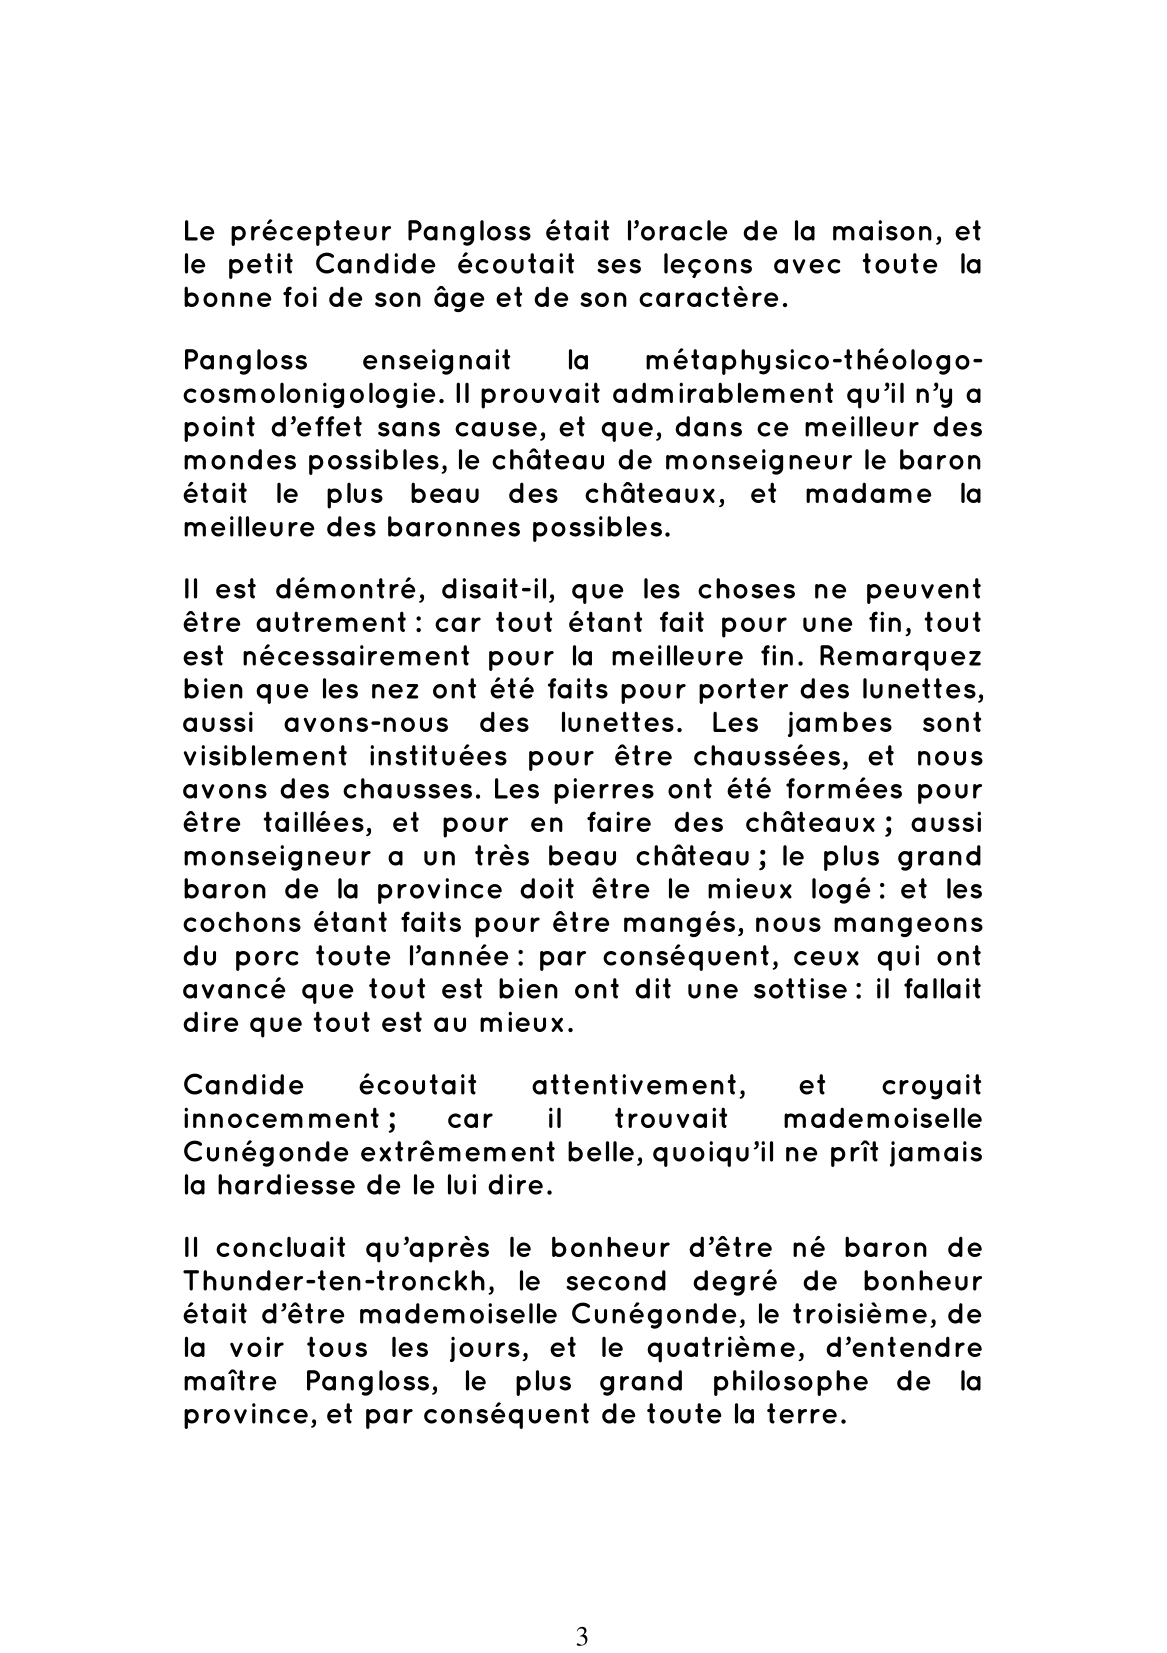 Le précepteur Pangloss était l’oracle de la maison, et
le petit Candide écoutait ses leçons avec toute la
bonne foi de son âge et de son caractère.
Pangloss enseignait la métaphysico-théologo-
cosmolonigologie. Il prouvait admirablement qu’il n’y a
point d’effet sans cause, et que, dans ce meilleur des
mondes possibles, le château de monseigneur le baron
était le plus beau des châteaux, et madame la
meilleure des baronnes possibles.
Il est démontré, disait-il, que les choses ne peuvent
être autrement : car tout étant fait pour une fin, tout
est nécessairement pour la meilleure fin. Remarquez
bien que les nez ont été faits pour porter des lunettes,
aussi avons-nous des lunettes. Les jambes sont
visiblement instituées pour être chaussées, et nous
avons des chausses. Les pierres ont été formées pour
être taillées, et pour en faire des châteaux ; aussi
monseigneur a un très beau château ; le plus grand
baron de la province doit être le mieux logé : et les
cochons étant faits pour être mangés, nous mangeons
du porc toute l’année : par conséquent, ceux qui ont
avancé que tout est bien ont dit une sottise : il fallait
dire que tout est au mieux.
Candide écoutait attentivement, et croyait
innocemment ; car il trouvait mademoiselle
Cunégonde extrêmement belle, quoiqu’il ne prît jamais
la hardiesse de le lui dire.
Il concluait qu’après le bonheur d’être né baron de
Thunder-ten-tronckh, le second degré de bonheur
était d’être mademoiselle Cunégonde, le troisième, de
la voir tous les jours, et le quatrième, d’entendre
maître Pangloss, le plus grand philosophe de la
province, et par conséquent de toute la terre.
3